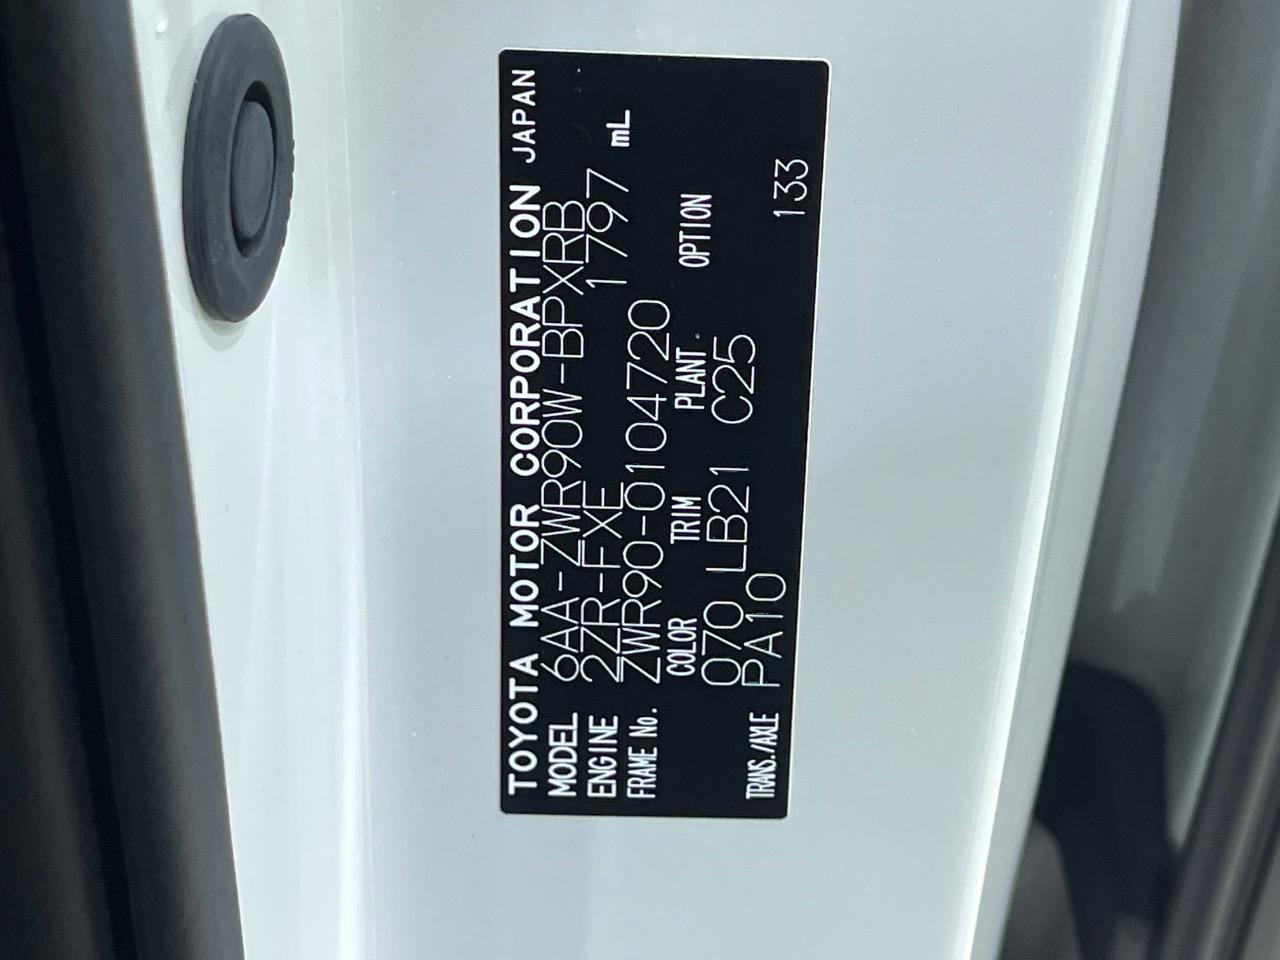 TOYOTA MOTOR CORPORATION JAPAN
MODEL 6AA-ZWR90W-BPXRB
ENGINE 2ZR-FXE 1797 mL
FRAME No. ZWR90-0104720
COLOR TRIM PLANT OPTION
070 LB21 C25
TRANS./AXLE PA10 133